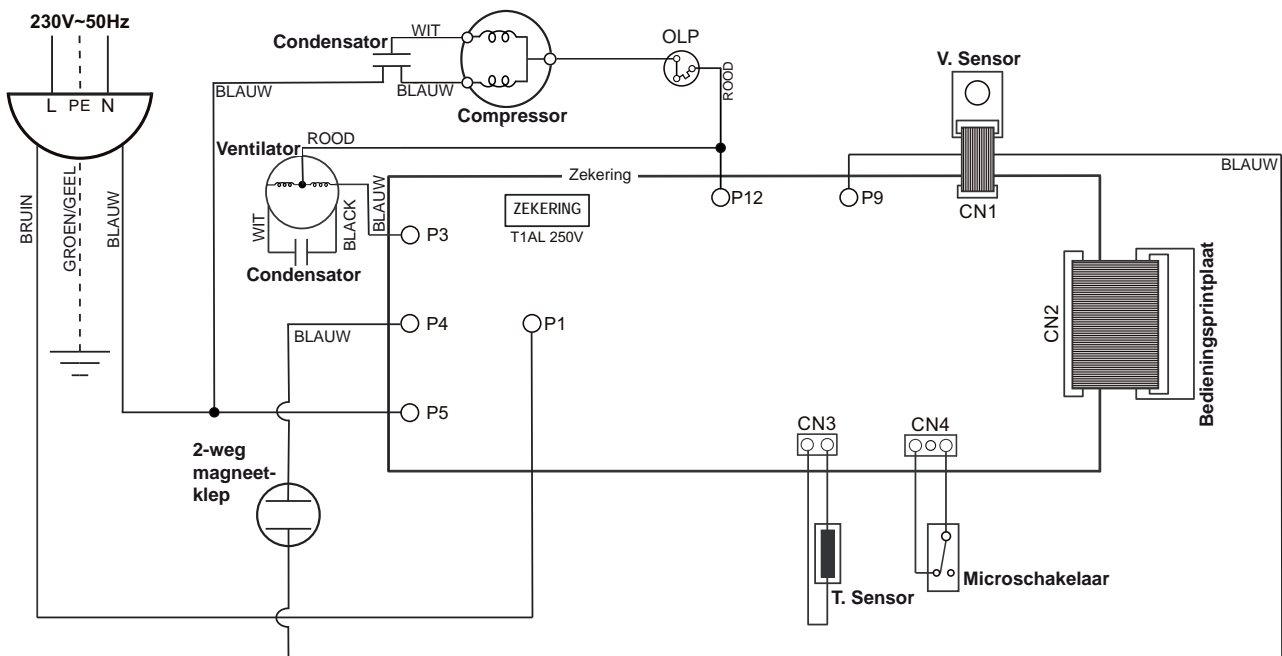 230V~50Hz
L PE N
BRUIN
GROEN/GEEL
BLAUW
Condensator
WIT
BLAUW
BLAUW
Compressor
OLP
ROOD
V. Sensor
CN1
BLAUW
Ventilator
ROOD
WIT
BLACK
BLAUW
Condensator
Zekering
ZEKERING
T1AL 250V
P12
P9
P3
P4
BLAUW
P1
P5
CN2
Bedieningsprintplaat
2-weg
magneet-
klep
CN3
CN4
T. Sensor
Microschakelaar